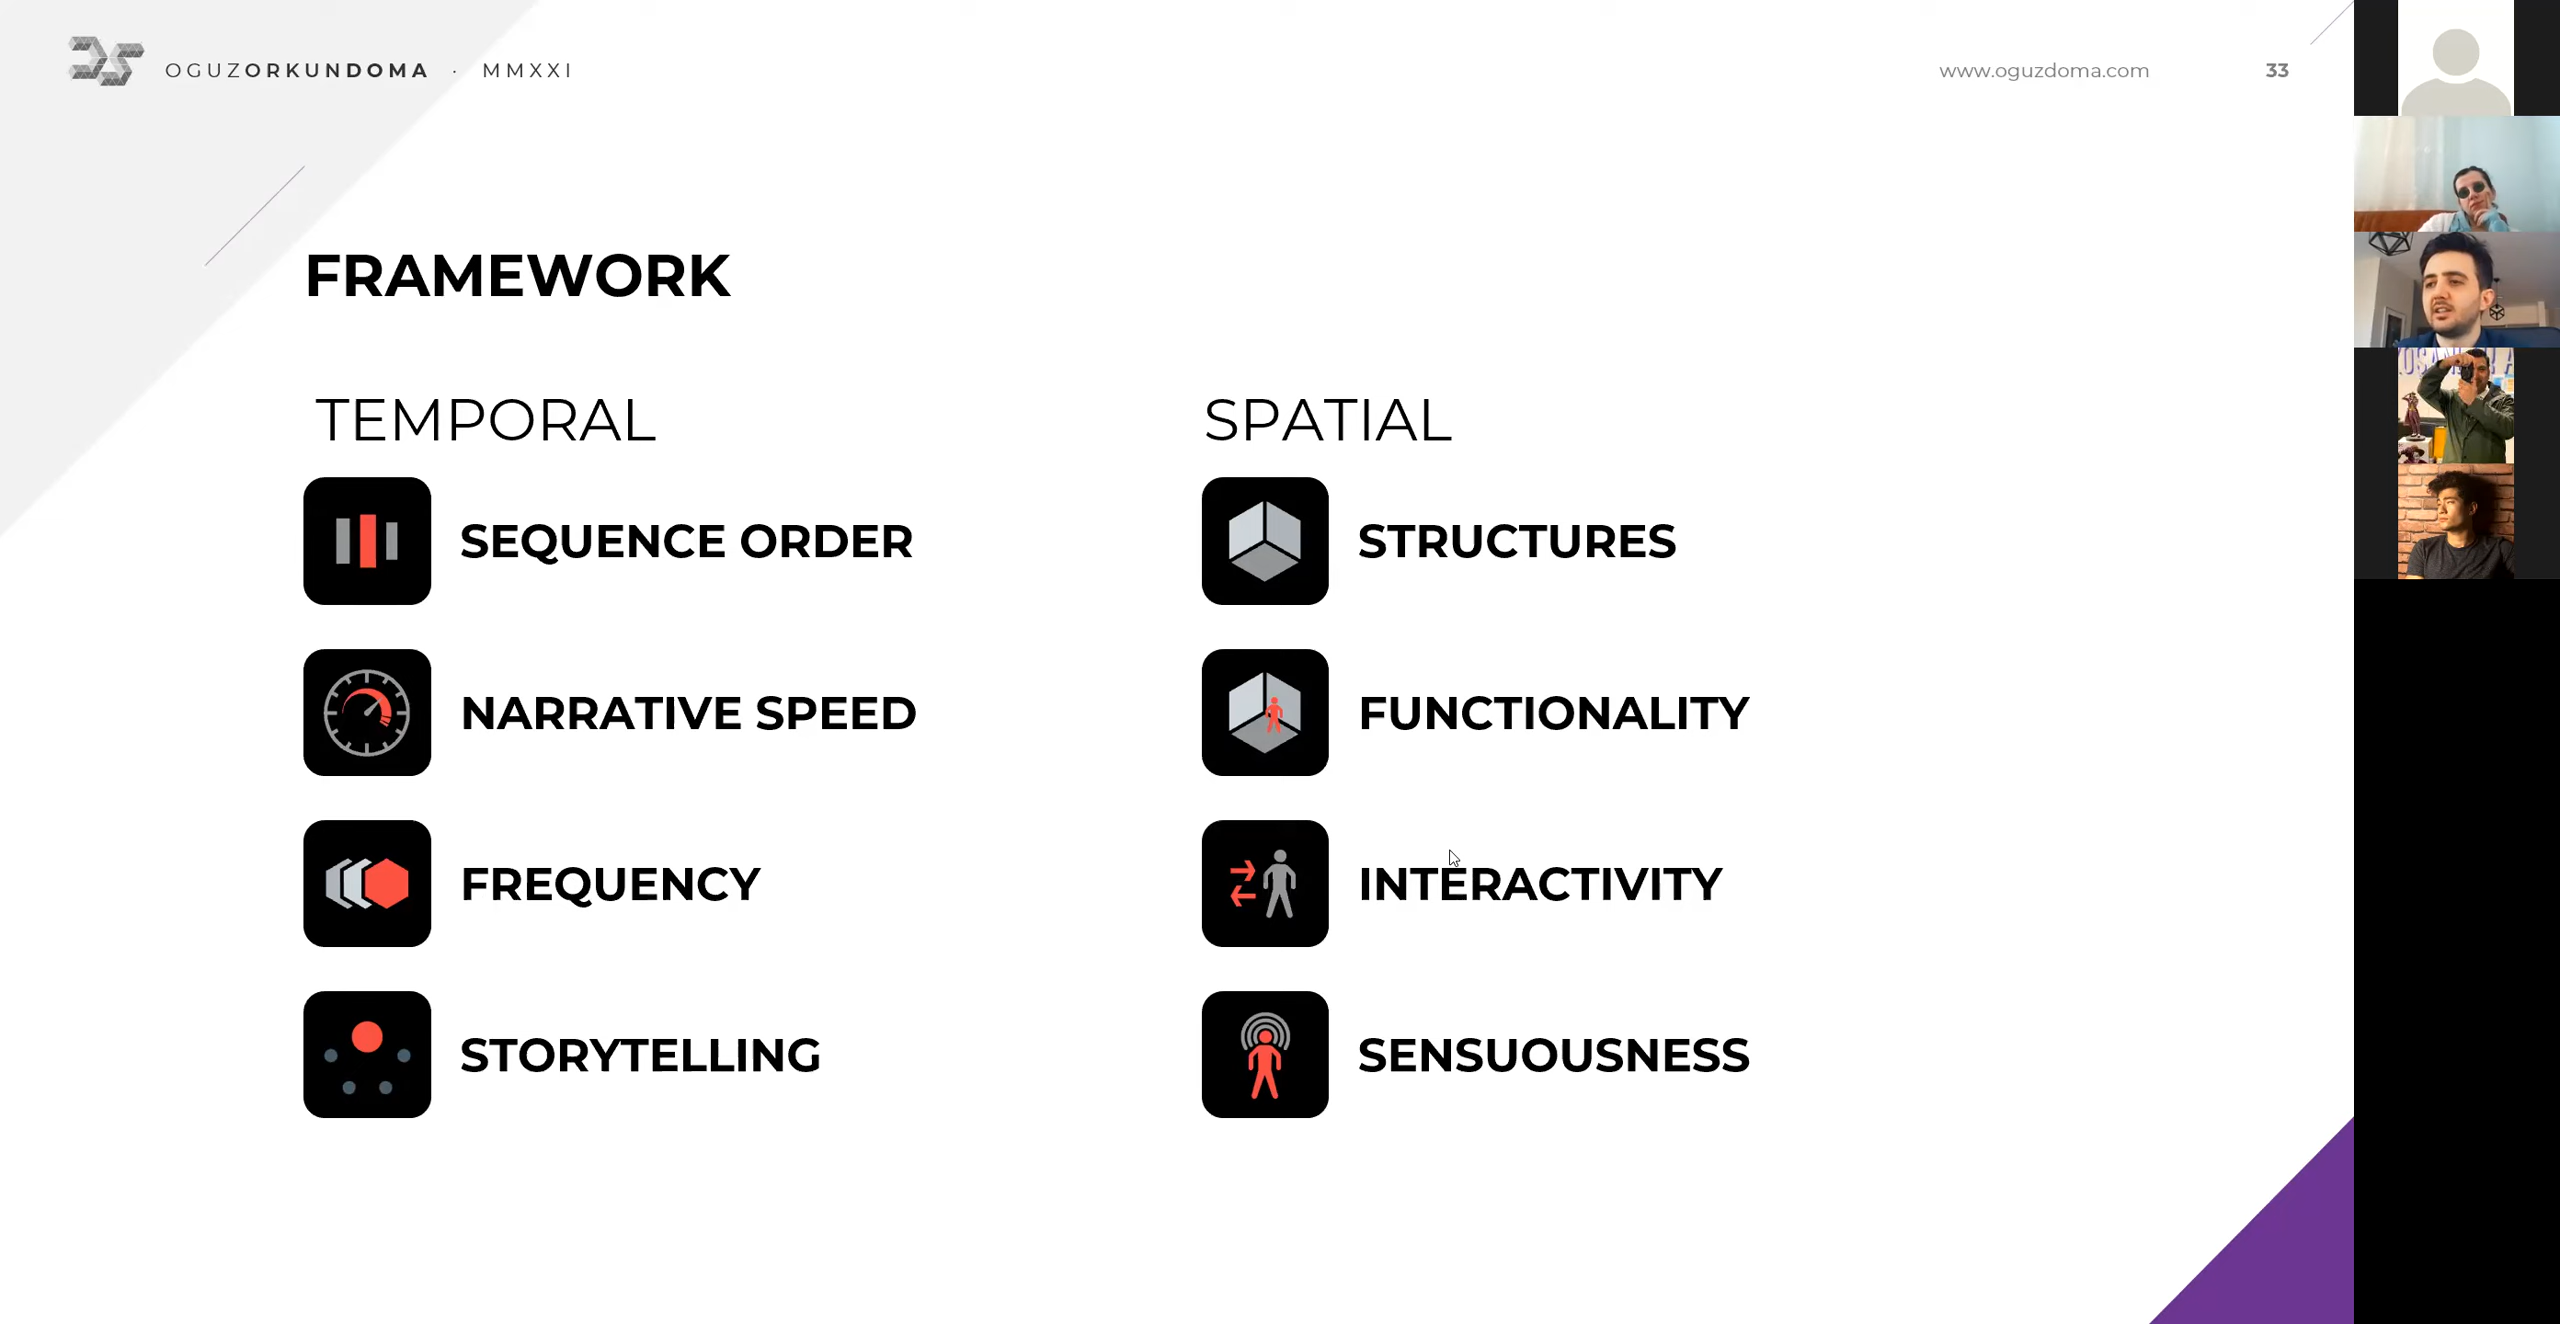 OGUZORKUNDOMA · MMXXI
www.oguzdoma.com
33
FRAMEWORK
TEMPORAL
SEQUENCE ORDER
NARRATIVE SPEED
FREQUENCY
STORYTELLING
SPATIAL
STRUCTURES
FUNCTIONALITY
INTERACTIVITY
SENSUOUSNESS